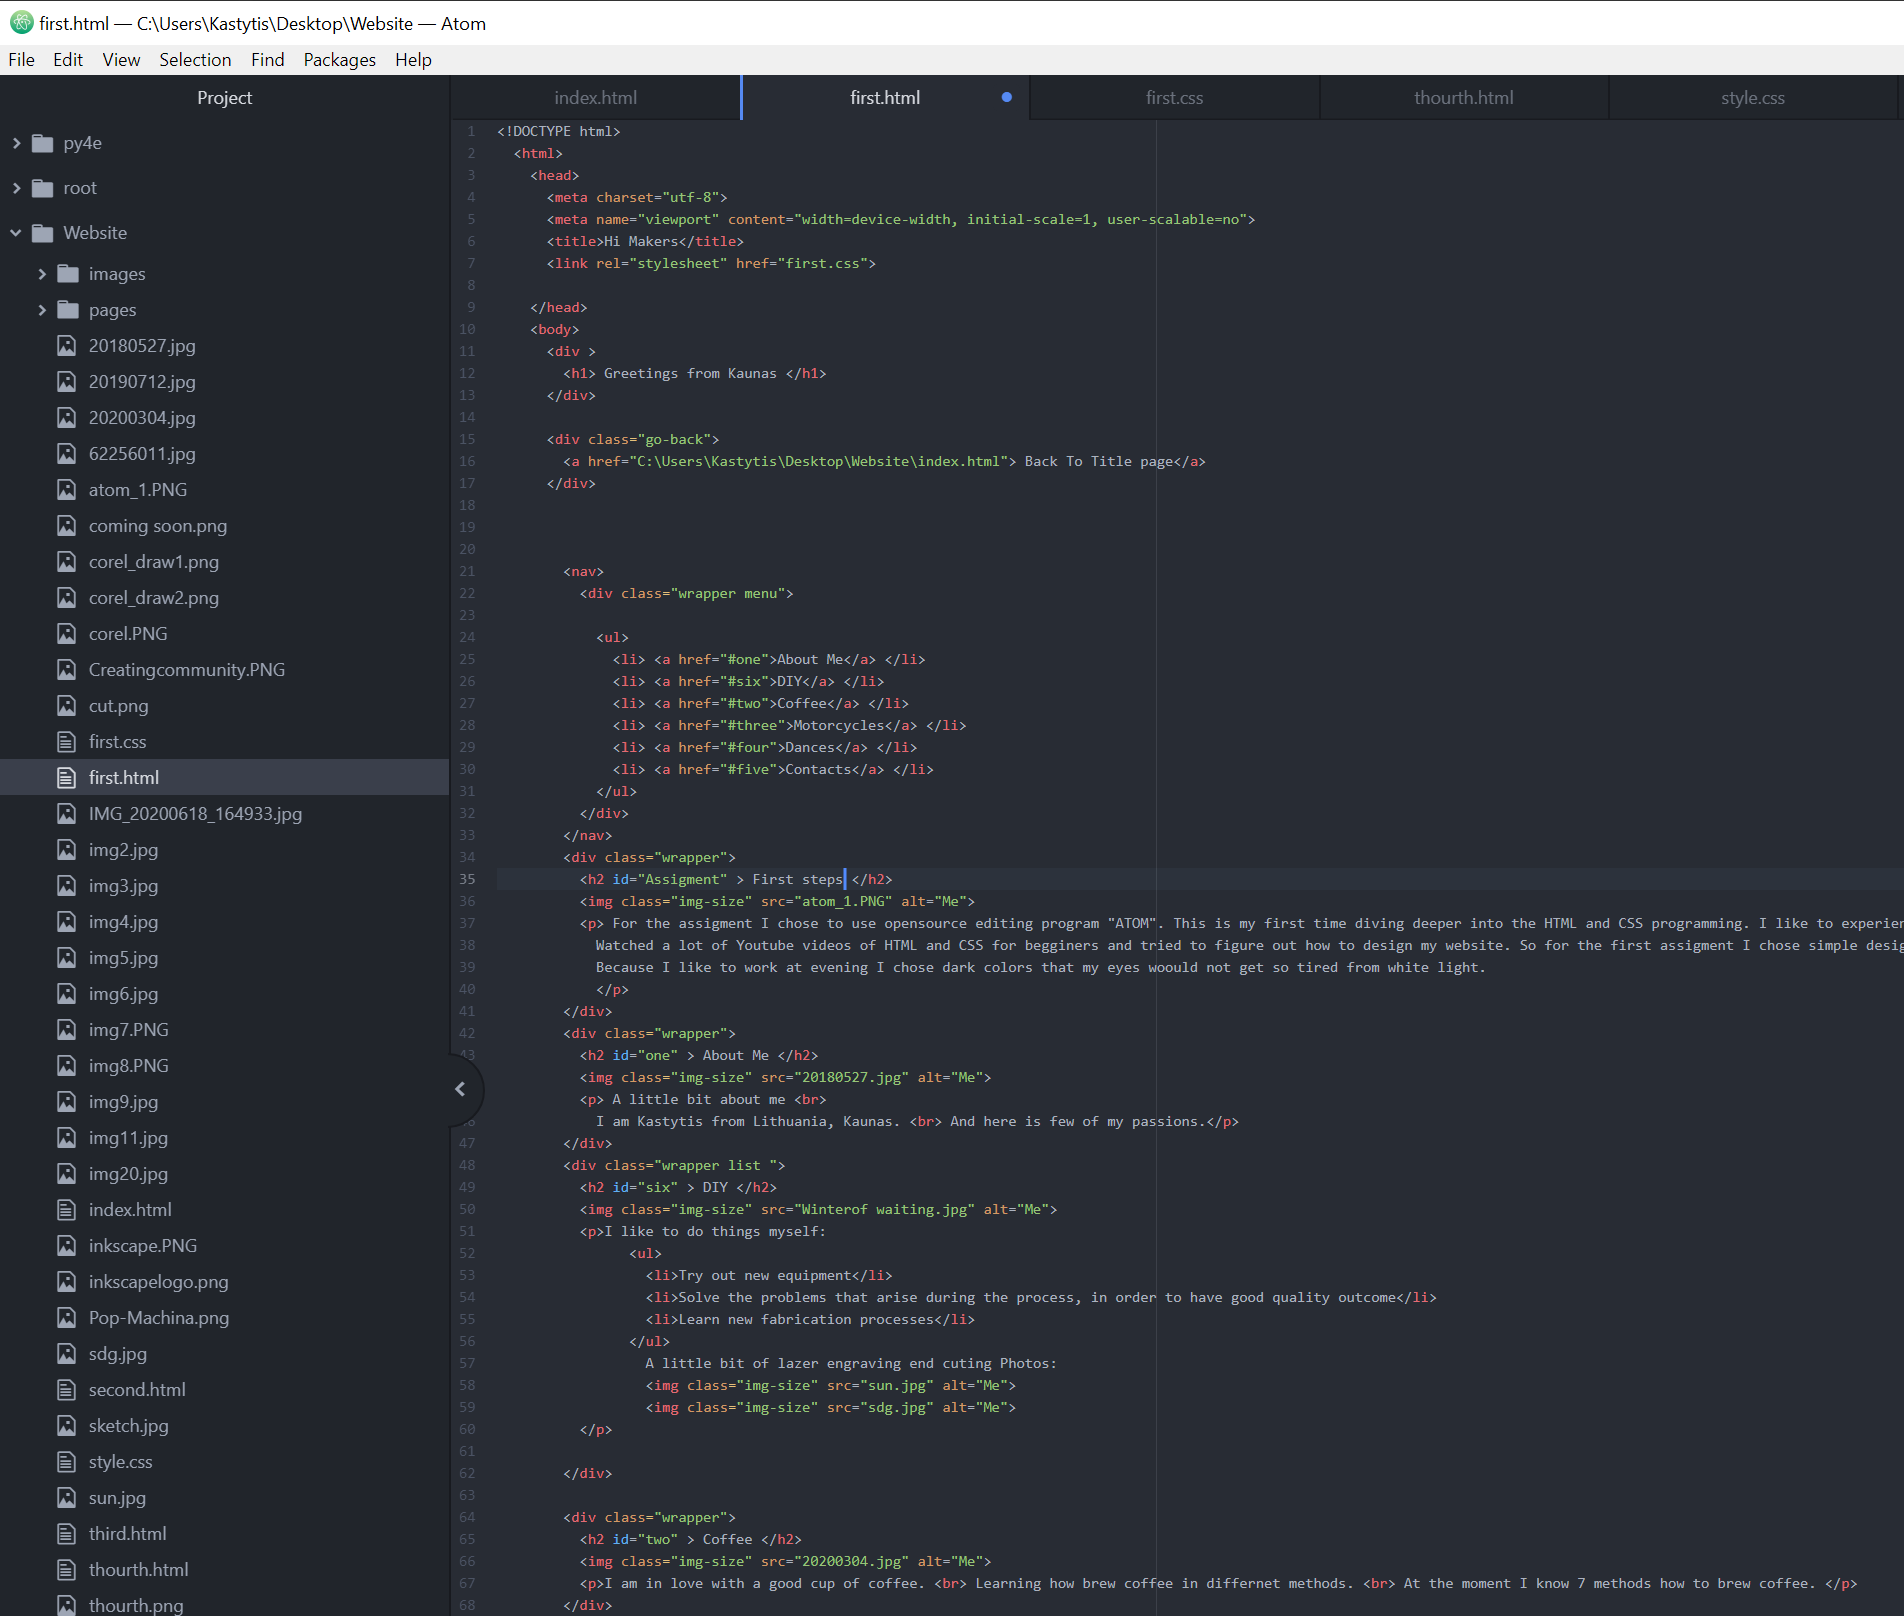 first.html — C:\Users\Kastytis\Desktop\Website — Atom
File Edit View Selection Find Packages Help
Project
py4e
root
Website
images
pages
20180527.jpg
20190712.jpg
20200304.jpg
62256011.jpg
atom_1.PNG
coming soon.png
corel_draw1.png
corel_draw2.png
corel.PNG
Creatingcommunity.PNG
cut.png
first.css
first.html
IMG_20200618_164933.jpg
img2.jpg
img3.jpg
img4.jpg
img5.jpg
img6.jpg
img7.PNG
img8.PNG
img9.jpg
img11.jpg
img20.jpg
index.html
inkscape.PNG
inkscapelogo.png
Pop-Machina.png
sdg.jpg
second.html
sketch.jpg
style.css
sun.jpg
third.html
thourth.html
thourth.png
index.html first.html first.css thourth.html style.css
1 <!DOCTYPE html>
2 <html>
3 <head>
4 <meta charset="utf-8">
5 <meta name="viewport" content="width=device-width, initial-scale=1, user-scalable=no">
6 <title>Hi Makers</title>
7 <link rel="stylesheet" href="first.css">
8
9 </head>
10 <body>
11 <div >
12 <h1> Greetings from Kaunas </h1>
13 </div>
14
15 <div class="go-back">
16 <a href="C:\Users\Kastytis\Desktop\Website\index.html"> Back To Title page</a>
17 </div>
18
19
20
21 <nav>
22 <div class="wrapper menu">
23
24 <ul>
25 <li> <a href="#one">About Me</a> </li>
26 <li> <a href="#six">DIY</a> </li>
27 <li> <a href="#two">Coffee</a> </li>
28 <li> <a href="#three">Motorcycles</a> </li>
29 <li> <a href="#four">Dances</a> </li>
30 <li> <a href="#five">Contacts</a> </li>
31 </ul>
32 </div>
33 </nav>
34 <div class="wrapper">
35 <h2 id="Assigment" > First steps </h2>
36 <img class="img-size" src="atom_1.PNG" alt="Me">
37 <p> For the assigment I chose to use opensource editing program "ATOM". This is my first time diving deeper into the HTML and CSS programming. I like to experien
38 Watched a lot of Youtube videos of HTML and CSS for begginers and tried to figure out how to design my website. So for the first assigment I chose simple desig
39 Because I like to work at evening I chose dark colors that my eyes woould not get so tired from white light.
40 </p>
41 </div>
42 <div class="wrapper">
43 <h2 id="one" > About Me </h2>
<img class="img-size" src="20180527.jpg" alt="Me">
<p> A little bit about me <br>
I am Kastytis from Lithuania, Kaunas. <br> And here is few of my passions.</p>
47 </div>
48 <div class="wrapper list ">
49 <h2 id="six" > DIY </h2>
50 <img class="img-size" src="Winterof waiting.jpg" alt="Me">
51 <p>I like to do things myself:
52 <ul>
53 <li>Try out new equipment</li>
54 <li>Solve the problems that arise during the process, in order to have good quality outcome</li>
55 <li>Learn new fabrication processes</li>
56 </ul>
57 A little bit of lazer engraving end cuting Photos:
58 <img class="img-size" src="sun.jpg" alt="Me">
59 <img class="img-size" src="sdg.jpg" alt="Me">
60 </p>
61
62 </div>
63
64 <div class="wrapper">
65 <h2 id="two" > Coffee </h2>
66 <img class="img-size" src="20200304.jpg" alt="Me">
67 <p>I am in love with a good cup of coffee. <br> Learning how brew coffee in differnet methods. <br> At the moment I know 7 methods how to brew coffee. </p>
68 </div>